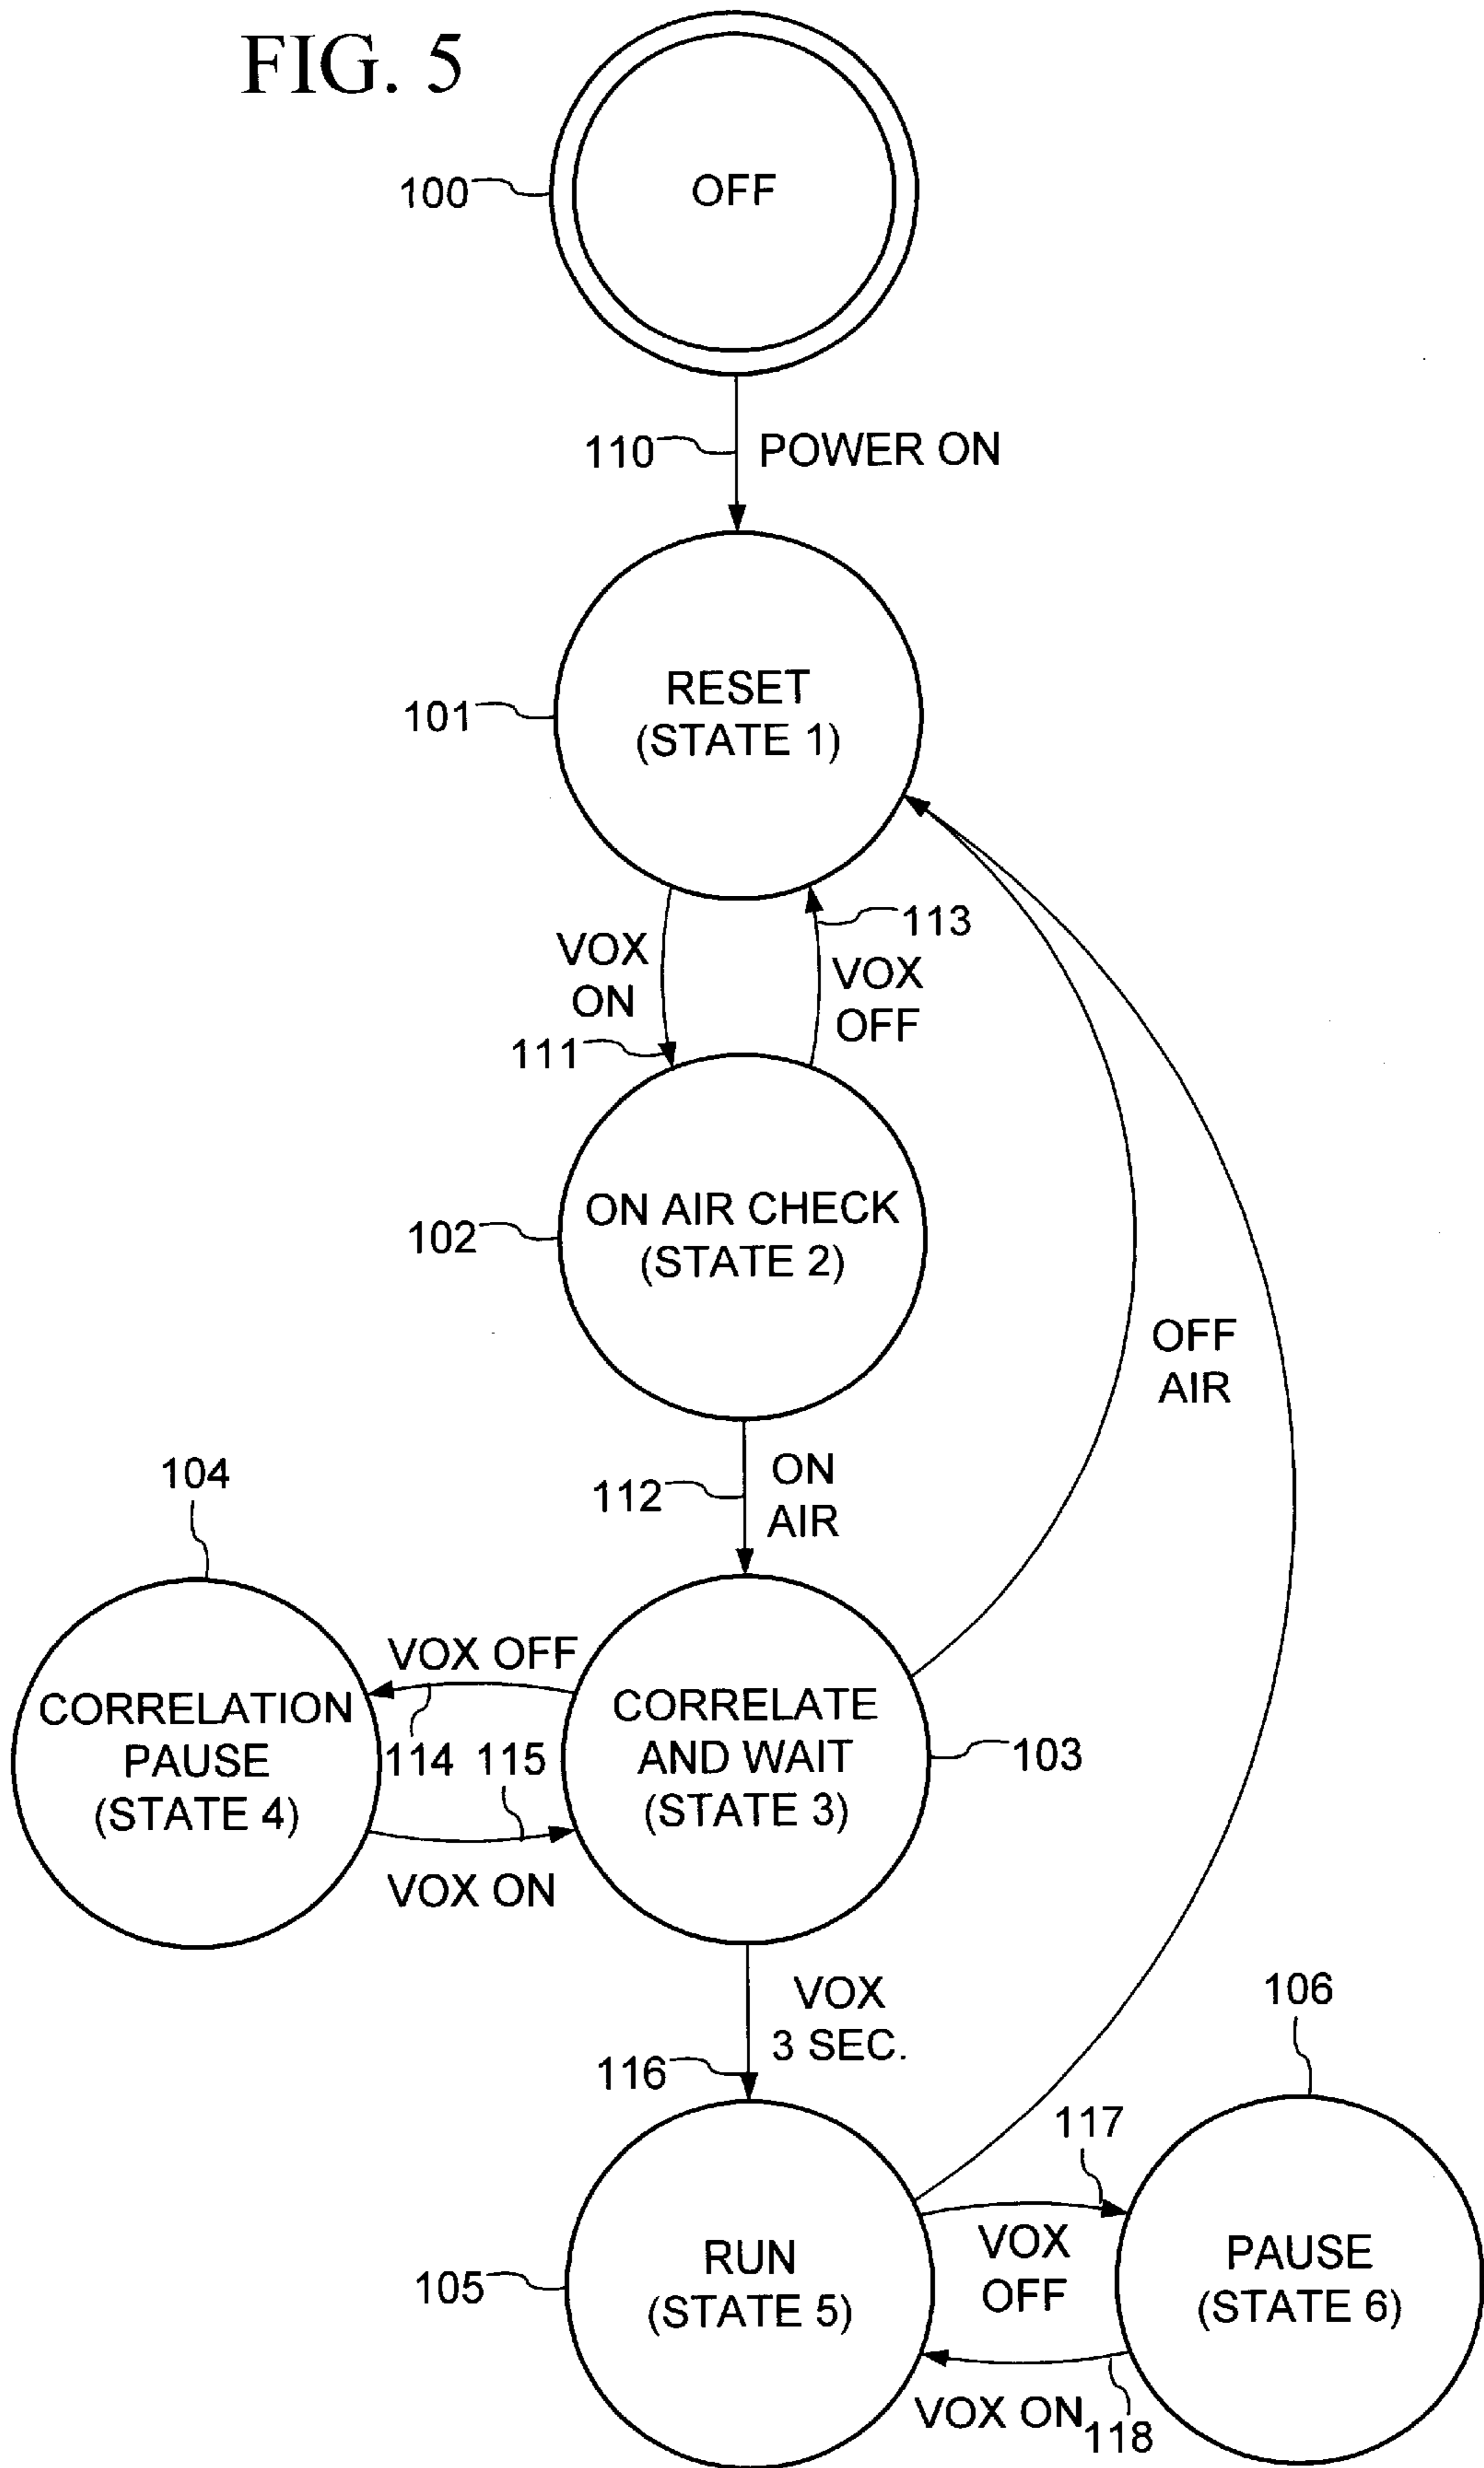 FIG. 5
100
OFF
110
POWER ON
RESET
(STATE 1)
101
VOX
ON
111
113
VOX
OFF
ON AIR CHECK
(STATE 2)
102
OFF
AIR
112
ON
AIR
104
VOX OFF
CORRELATION
PAUSE
(STATE 4)
114
115
CORRELATE
AND WAIT
(STATE 3)
103
VOX ON
VOX
3 SEC.
116
106
117
RUN
(STATE 5)
105
VOX
OFF
PAUSE
(STATE 6)
VOX ON
118